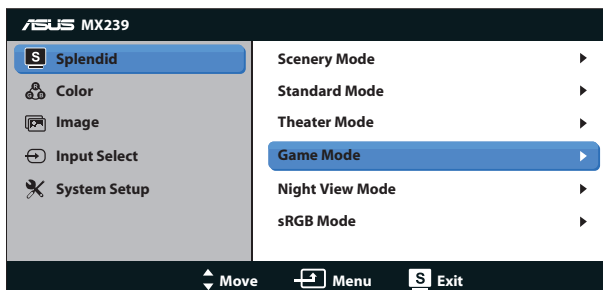 ASUS MX239
S Splendid
Color
Image
Input Select
System Setup
Scenery Mode
Standard Mode
Theater Mode
Game Mode
Night View Mode
sRGB Mode
Move Menu S Exit